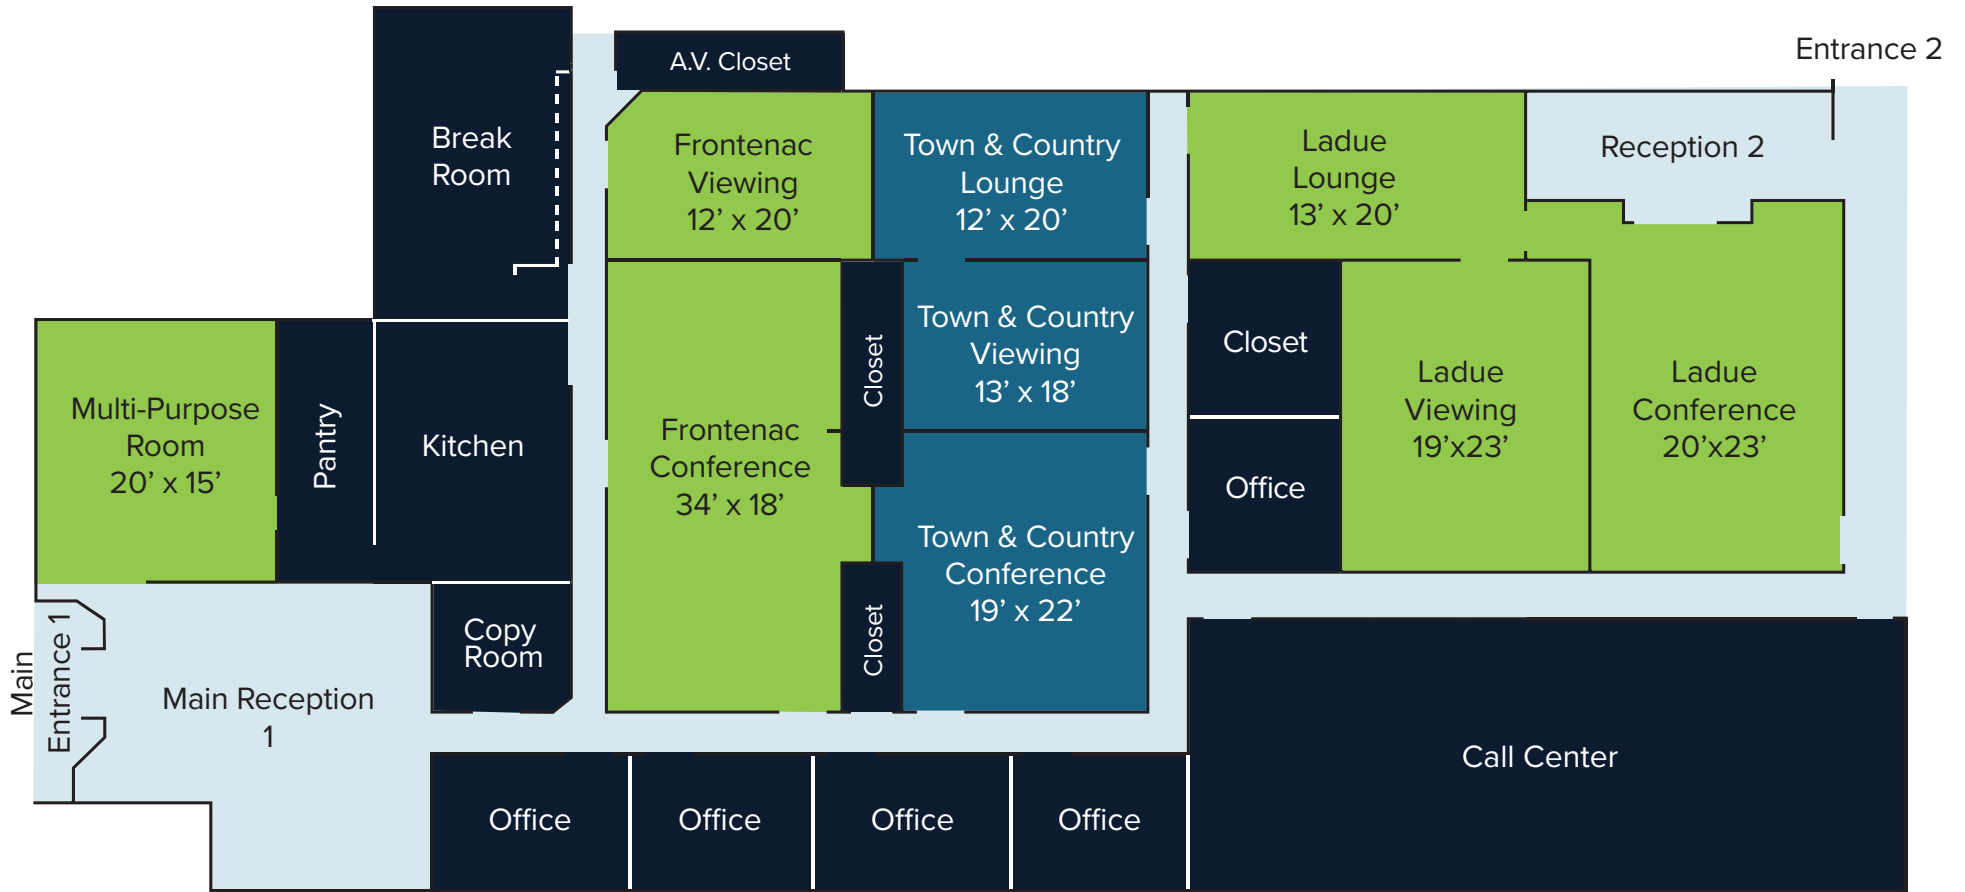 A.V. Closet
Entrance 2
Break
Room
Frontenac
Viewing
12’ x 20’
Town & Country
Lounge
12’ x 20’
Ladue
Lounge
13’ x 20’
Reception 2
Closet
Town & Country
Viewing
13’ x 18’
Closet
Ladue
Viewing
19’x23’
Ladue
Conference
20’x23’
Multi-Purpose
Room
20’ x 15’
Pantry
Kitchen
Frontenac
Conference
34’ x 18’
Office
Town & Country
Conference
19’ x 22’
Closet
Copy
Room
Main
Entrance 1
Main Reception
1
Call Center
Office
Office
Office
Office